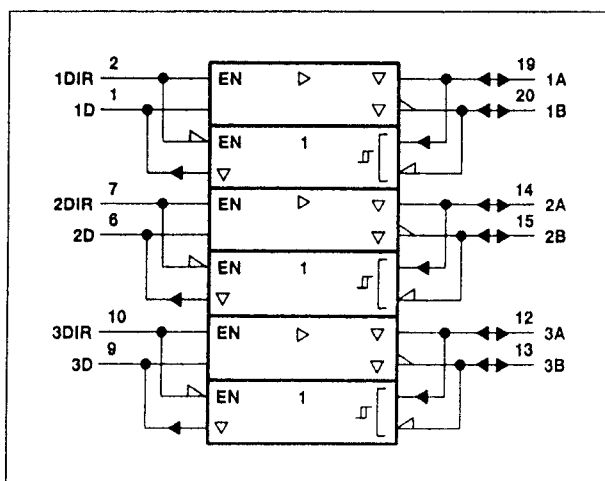 2
19
1DIR
EN
1A
1
20
1D
1B
EN
1
7
14
2DIR
EN
2A
6
15
2D
2B
EN
1
10
12
3DIR
EN
3A
9
13
3D
3B
EN
1